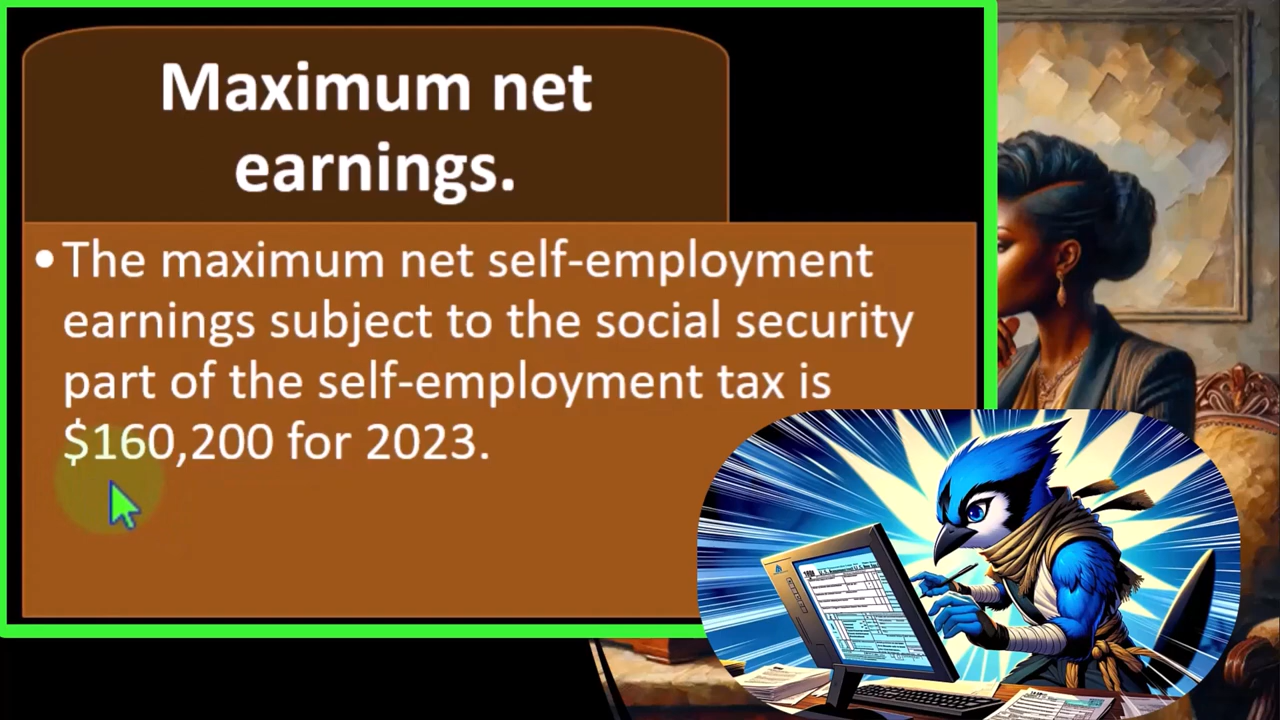 Maximum net
earnings.
•The maximum net self-employment
earnings subject to the social security
part of the self-employment tax is
$160,200 for 2023.